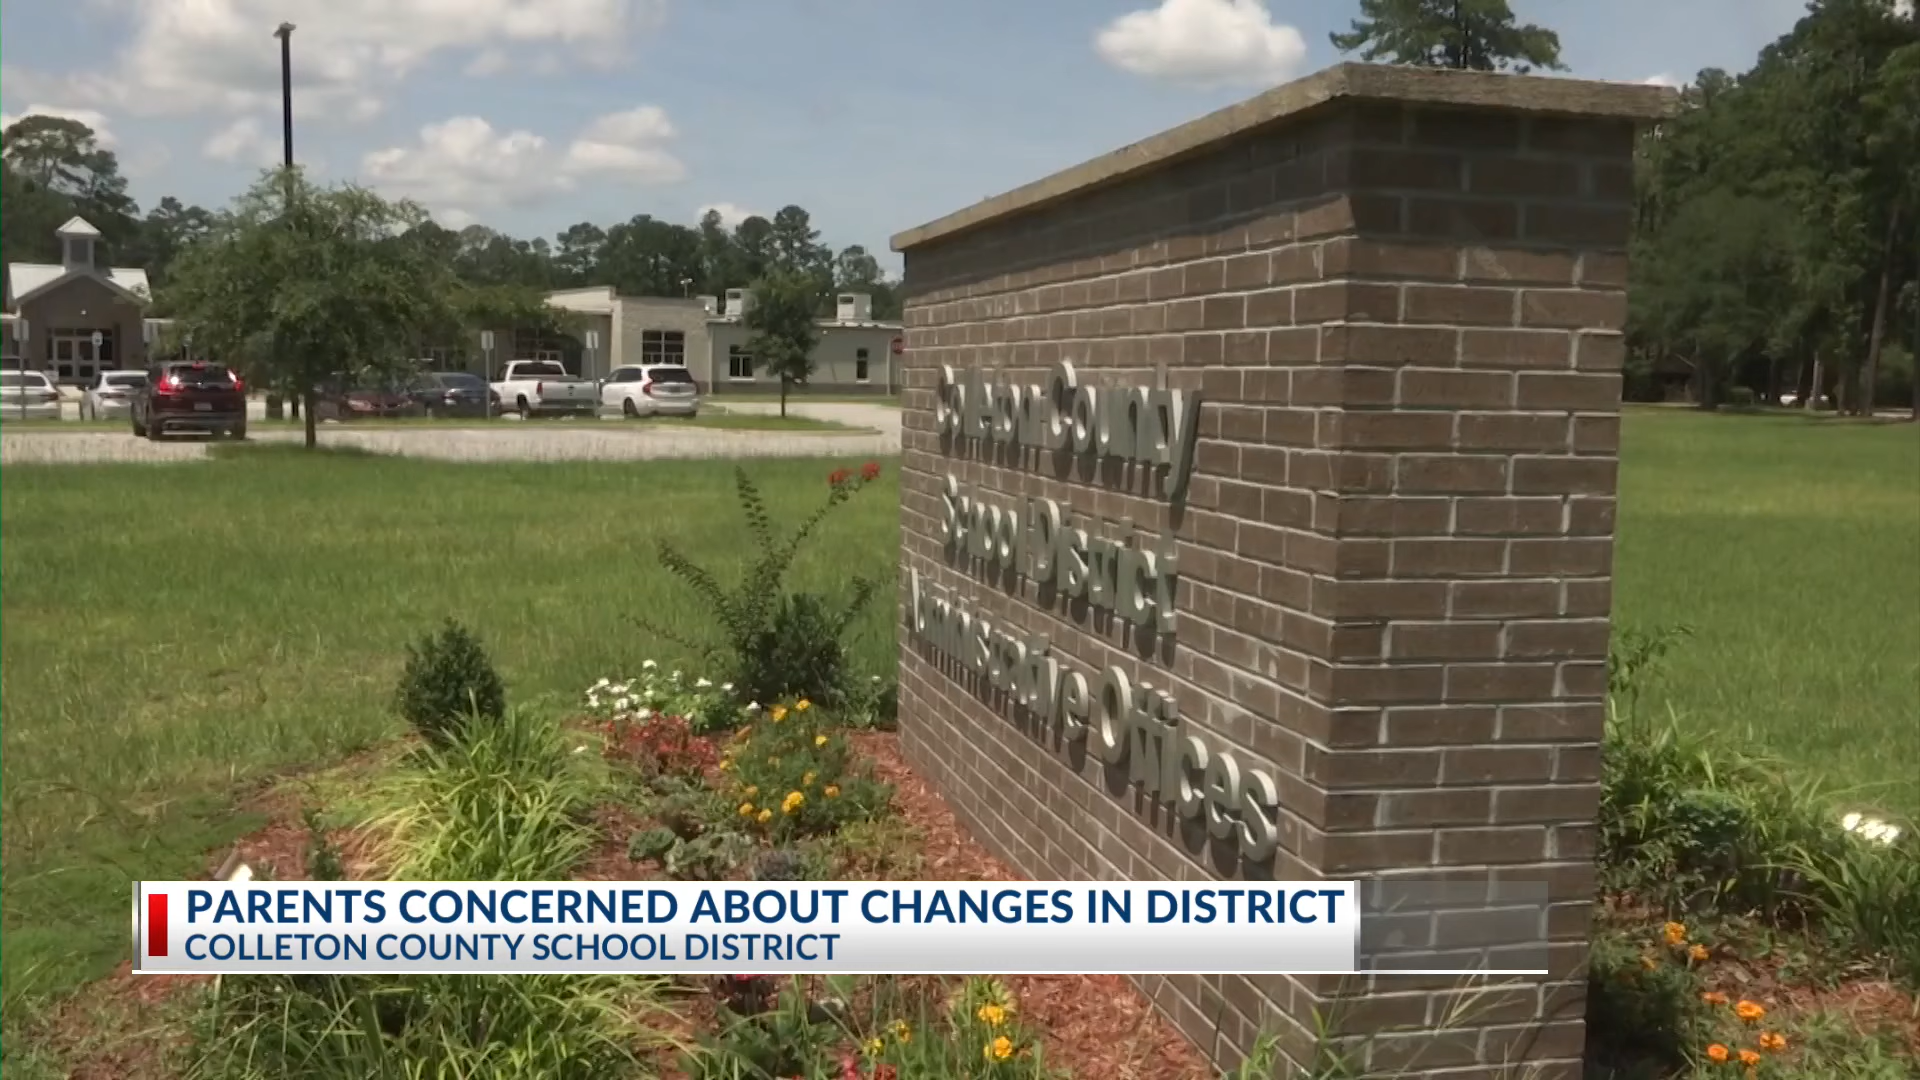 Colleton County
School District
Administrative Offices
PARENTS CONCERNED ABOUT CHANGES IN DISTRICT
COLLETON COUNTY SCHOOL DISTRICT